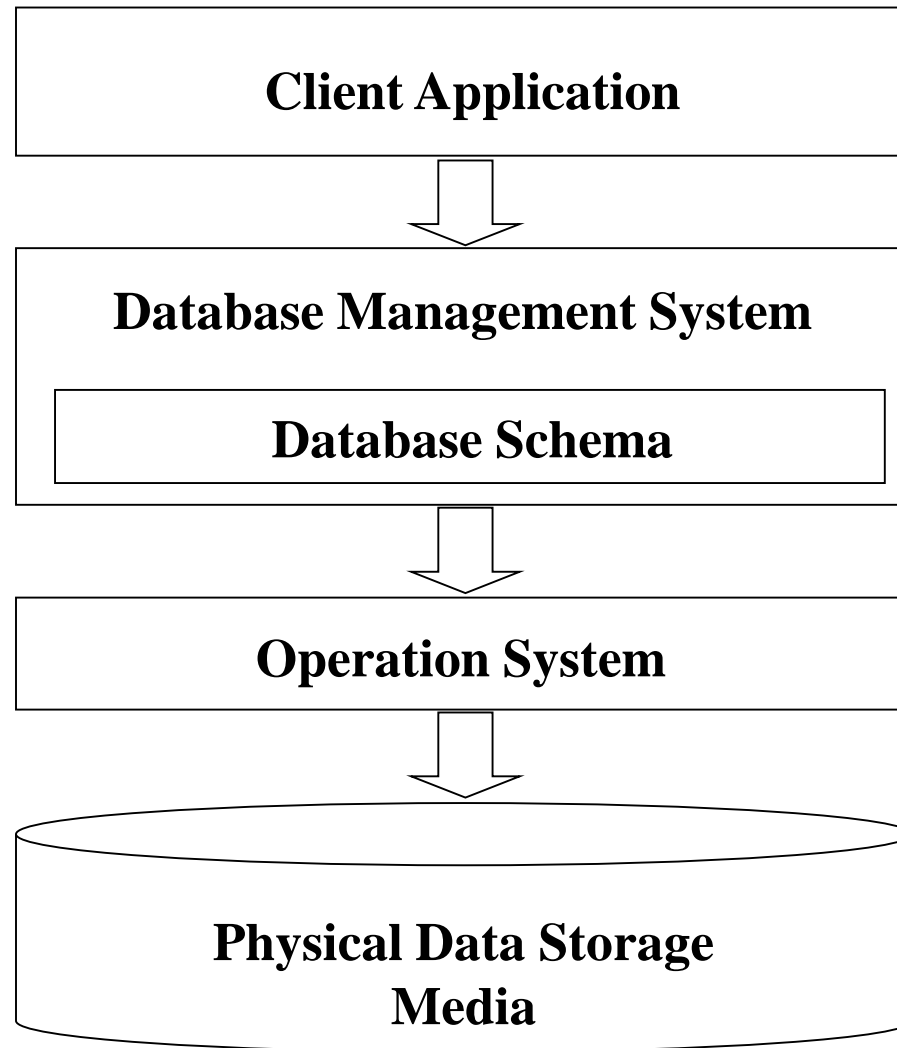 Client Application
Database Management System
Database Schema
Operation System
Physical Data Storage
Media